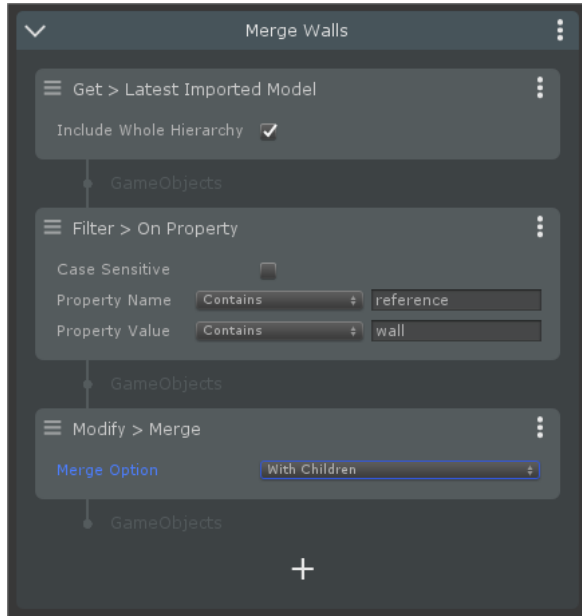 Merge Walls
Get > Latest Imported Model
Include Whole Hierarchy
GameObjects
Filter > On Property
Case Sensitive
Property Name Contains reference
Property Value Contains wall
GameObjects
Modify > Merge
Merge Option With Children
GameObjects
+